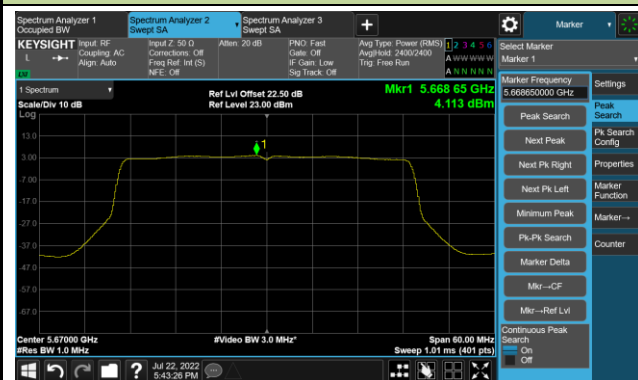 Spectrum Analyzer 1
Occupied BW
Spectrum Analyzer 2
Swept SA
Spectrum Analyzer 3
Swept SA
+
Marker
KEYSIGHT
L
Input: RF
Coupling: AC
Align: Auto
Input Z: 50 Ω
Corrections: Off
Freq Ref: Int (S)
NFE: Off
Atten: 20 dB
PNO: Fast
Gate: Off
IF Gain: Low
Sig Track: Off
Avg Type: Power (RMS)
Avg|Hold: 2400/2400
Trig: Free Run
1 2 3 4 5 6
A W W W W W
A N N N N N
Select Marker
Marker 1
Marker Frequency
5.668650000 GHz
Settings
Peak Search
Peak
Search
Next Peak
Pk Search
Config
Next Pk Right
Properties
Next Pk Left
Marker
Function
Minimum Peak
Marker→
Pk-Pk Search
Counter
Marker Delta
Mkr→CF
Mkr→Ref Lvl
Continuous Peak
Search
On
Off
1 Spectrum
Scale/Div 10 dB
Log
Ref Lvl Offset 22.50 dB
Ref Level 23.00 dBm
Mkr1 5.668 65 GHz
4.113 dBm
1
13.0
3.00
-7.00
-17.0
-27.0
-37.0
-47.0
-57.0
-67.0
Center 5.67000 GHz
#Res BW 1.0 MHz
#Video BW 3.0 MHz*
Span 60.00 MHz
Sweep 1.01 ms (401 pts)
?
Jul 22, 2022
5:43:26 PM